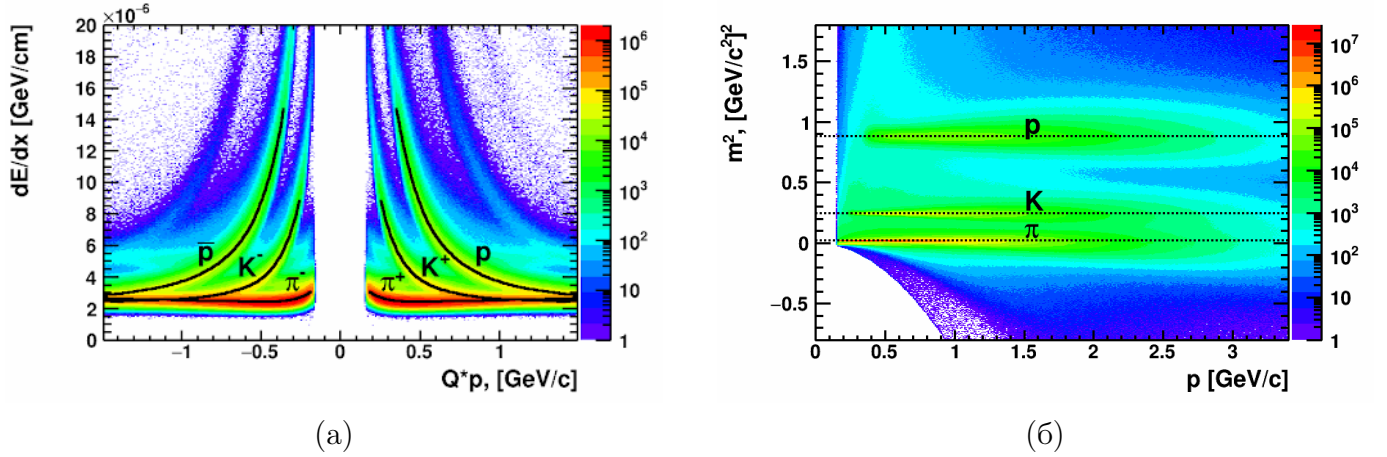 ×10⁻⁶
dE/dx [GeV/cm]
20
18
16
14
12
10
8
6
4
2
0
p̅ K⁻ π⁻ π⁺ K⁺ p
−1 −0.5 0 0.5 1
Q*p, [GeV/c]
10⁶
10⁵
10⁴
10³
10²
10
1
(а)
m², [GeV/c²]²
1.5
1
0.5
0
−0.5
p
K
π
0 0.5 1 1.5 2 2.5 3
p [GeV/c]
10⁷
10⁶
10⁵
10⁴
10³
10²
10
1
(б)